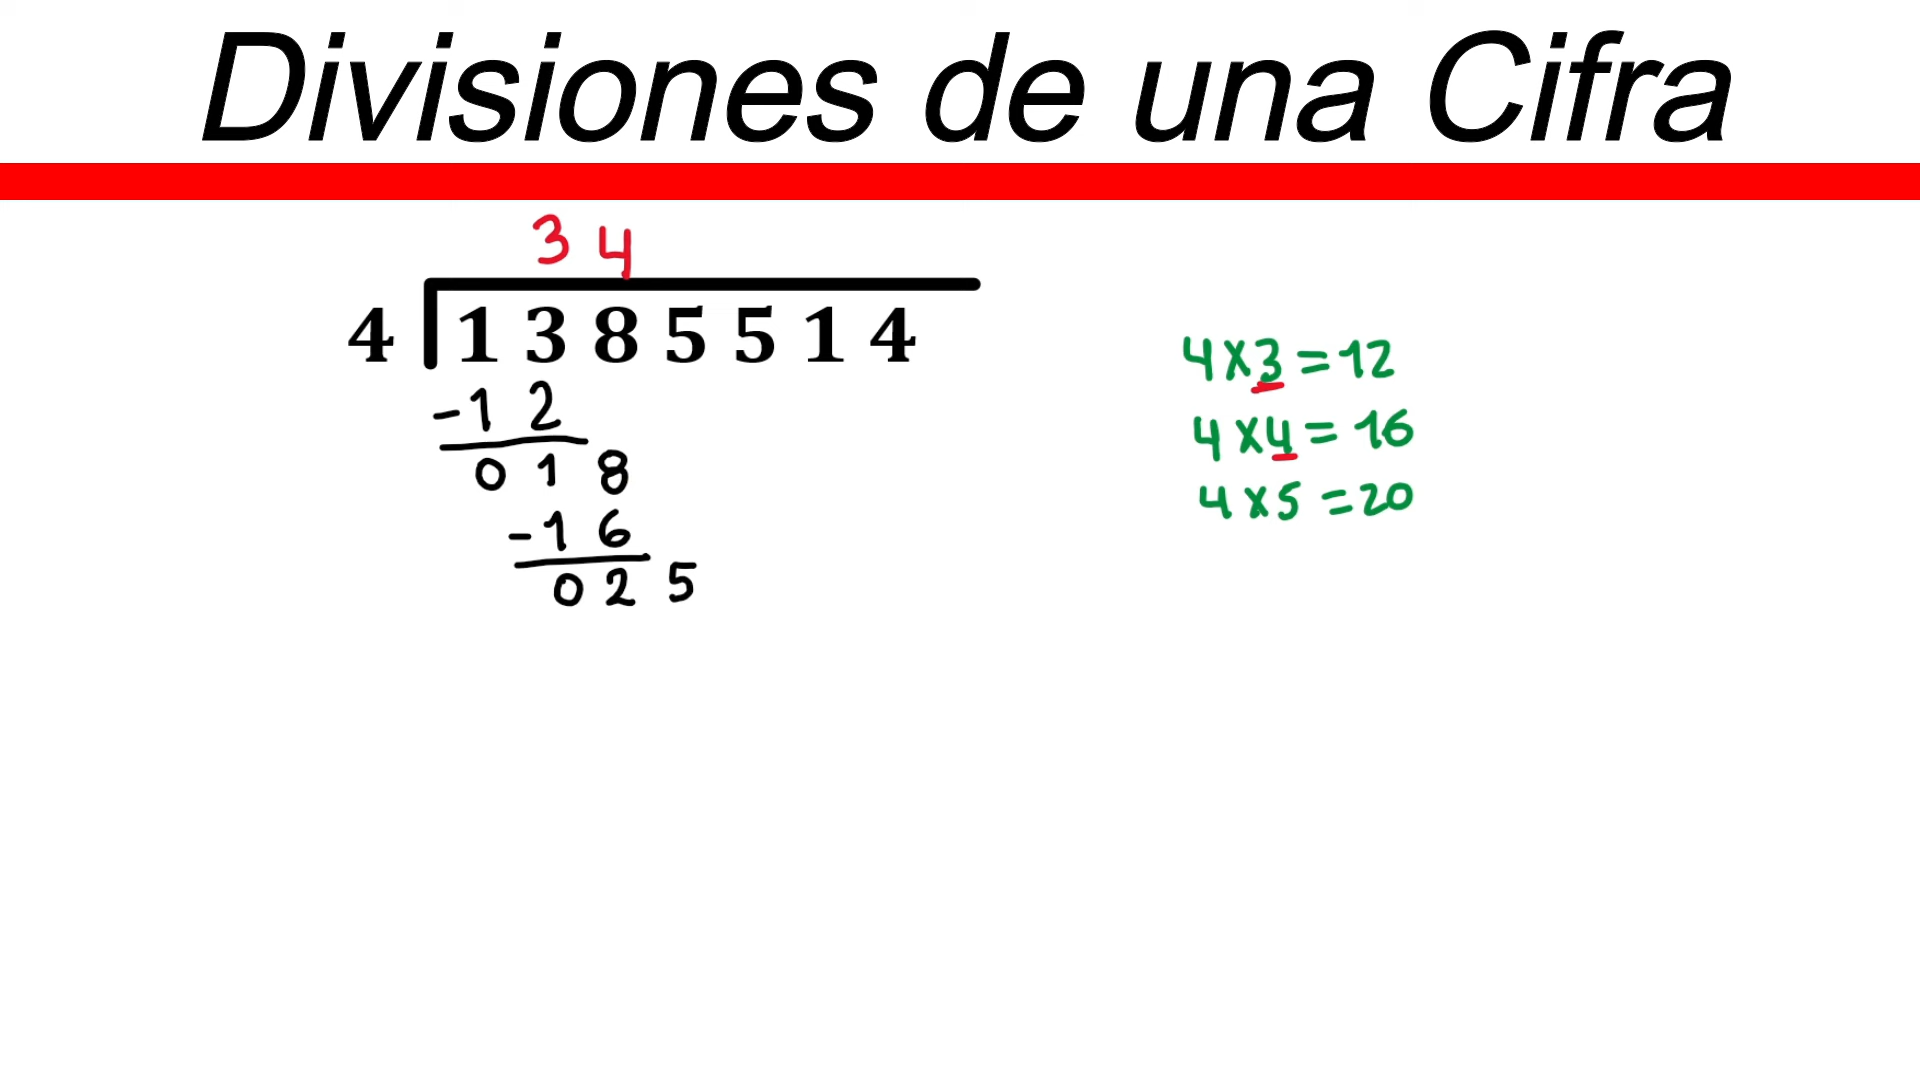 Divisiones de una Cifra
3 4
4 1 3 8 5 5 1 4
4x3=12
-1 2
4x4=16
0 1 8
4x5=20
-1 6
0 2 5